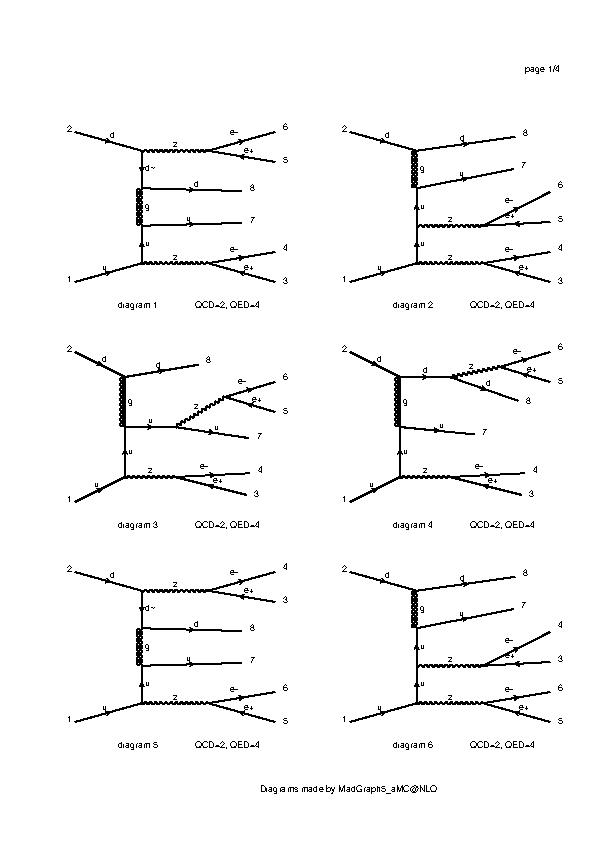 page 1/4
2 d z e- 6
e+ 5
d~
d 8
g
u 7
u
e- 4
1 u z e+ 3
diagram 1 QCD=2, QED=4
2 d 8
g u 7
u e- 6
z e+ 5
u e- 4
1 u z e+ 3
diagram 2 QCD=2, QED=4
2 d d 8
g z e- 6
e+ 5
u u 7
u
e- 4
1 u z e+ 3
diagram 3 QCD=2, QED=4
2 d z e- 6
e+ 5
d d 8
g
u 7
u
e- 4
1 u z e+ 3
diagram 4 QCD=2, QED=4
2 d z e- 4
e+ 3
d~
d 8
g
u 7
u
e- 6
1 u z e+ 5
diagram 5 QCD=2, QED=4
2 d 8
g u 7
u e- 4
z e+ 3
u e- 6
1 u z e+ 5
diagram 6 QCD=2, QED=4
Diagrams made by MadGraph5_aMC@NLO